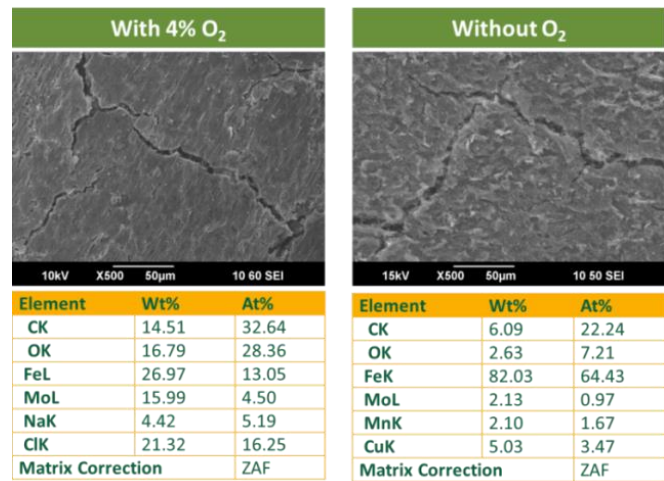 With 4% O₂
10kV X500 50μm 10 60 SEI
Element Wt% At%
CK 14.51 32.64
OK 16.79 28.36
FeL 26.97 13.05
MoL 15.99 4.50
NaK 4.42 5.19
ClK 21.32 16.25
Matrix Correction ZAF
Without O₂
15kV X500 50μm 10 50 SEI
Element Wt% At%
CK 6.09 22.24
OK 2.63 7.21
FeK 82.03 64.43
MoL 2.13 0.97
MnK 2.10 1.67
CuK 5.03 3.47
Matrix Correction ZAF